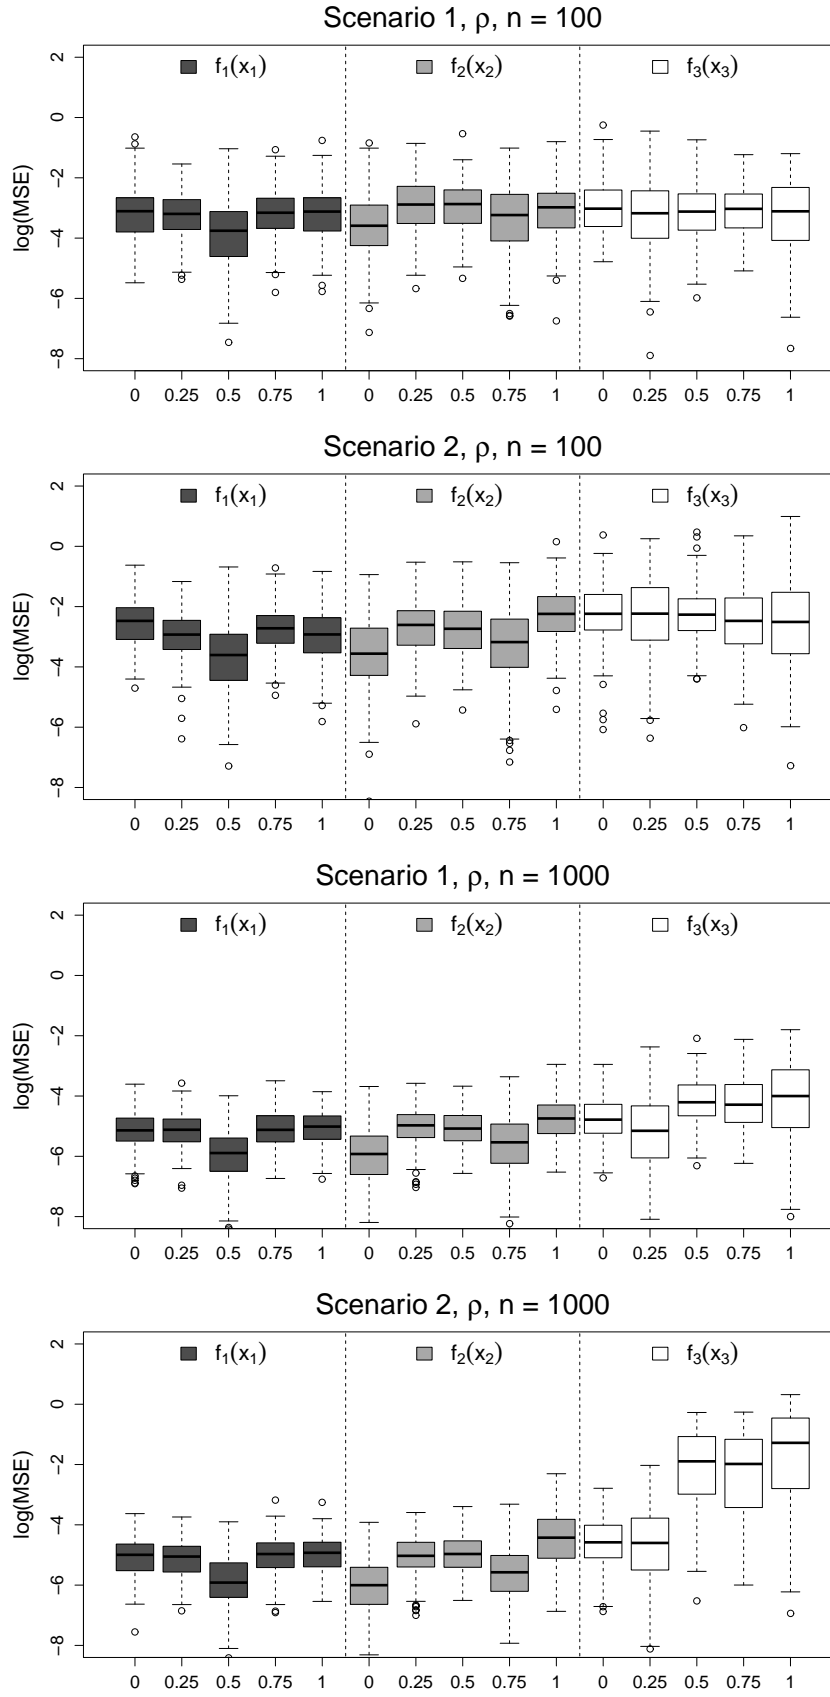 Scenario 1, ρ, n = 100
f₁(x₁) f₂(x₂) f₃(x₃)
log(MSE)
2
0
−2
−4
−6
−8
0 0.25 0.5 0.75 1 0 0.25 0.5 0.75 1 0 0.25 0.5 0.75 1
Scenario 2, ρ, n = 100
f₁(x₁) f₂(x₂) f₃(x₃)
log(MSE)
2
0
−2
−4
−6
−8
0 0.25 0.5 0.75 1 0 0.25 0.5 0.75 1 0 0.25 0.5 0.75 1
Scenario 1, ρ, n = 1000
f₁(x₁) f₂(x₂) f₃(x₃)
log(MSE)
2
0
−2
−4
−6
−8
0 0.25 0.5 0.75 1 0 0.25 0.5 0.75 1 0 0.25 0.5 0.75 1
Scenario 2, ρ, n = 1000
f₁(x₁) f₂(x₂) f₃(x₃)
log(MSE)
2
0
−2
−4
−6
−8
0 0.25 0.5 0.75 1 0 0.25 0.5 0.75 1 0 0.25 0.5 0.75 1